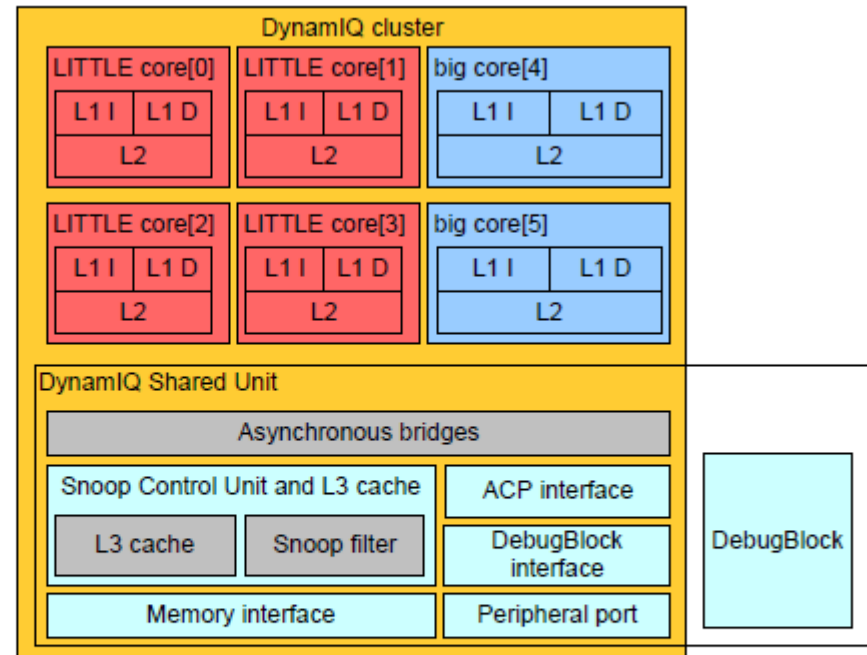 DynamIQ cluster
LITTLE core[0]
L1 I
L1 D
L2
LITTLE core[1]
L1 I
L1 D
L2
big core[4]
L1 I
L1 D
L2
LITTLE core[2]
L1 I
L1 D
L2
LITTLE core[3]
L1 I
L1 D
L2
big core[5]
L1 I
L1 D
L2
DynamIQ Shared Unit
Asynchronous bridges
Snoop Control Unit and L3 cache
L3 cache
Snoop filter
ACP interface
DebugBlock
interface
Memory interface
Peripheral port
DebugBlock